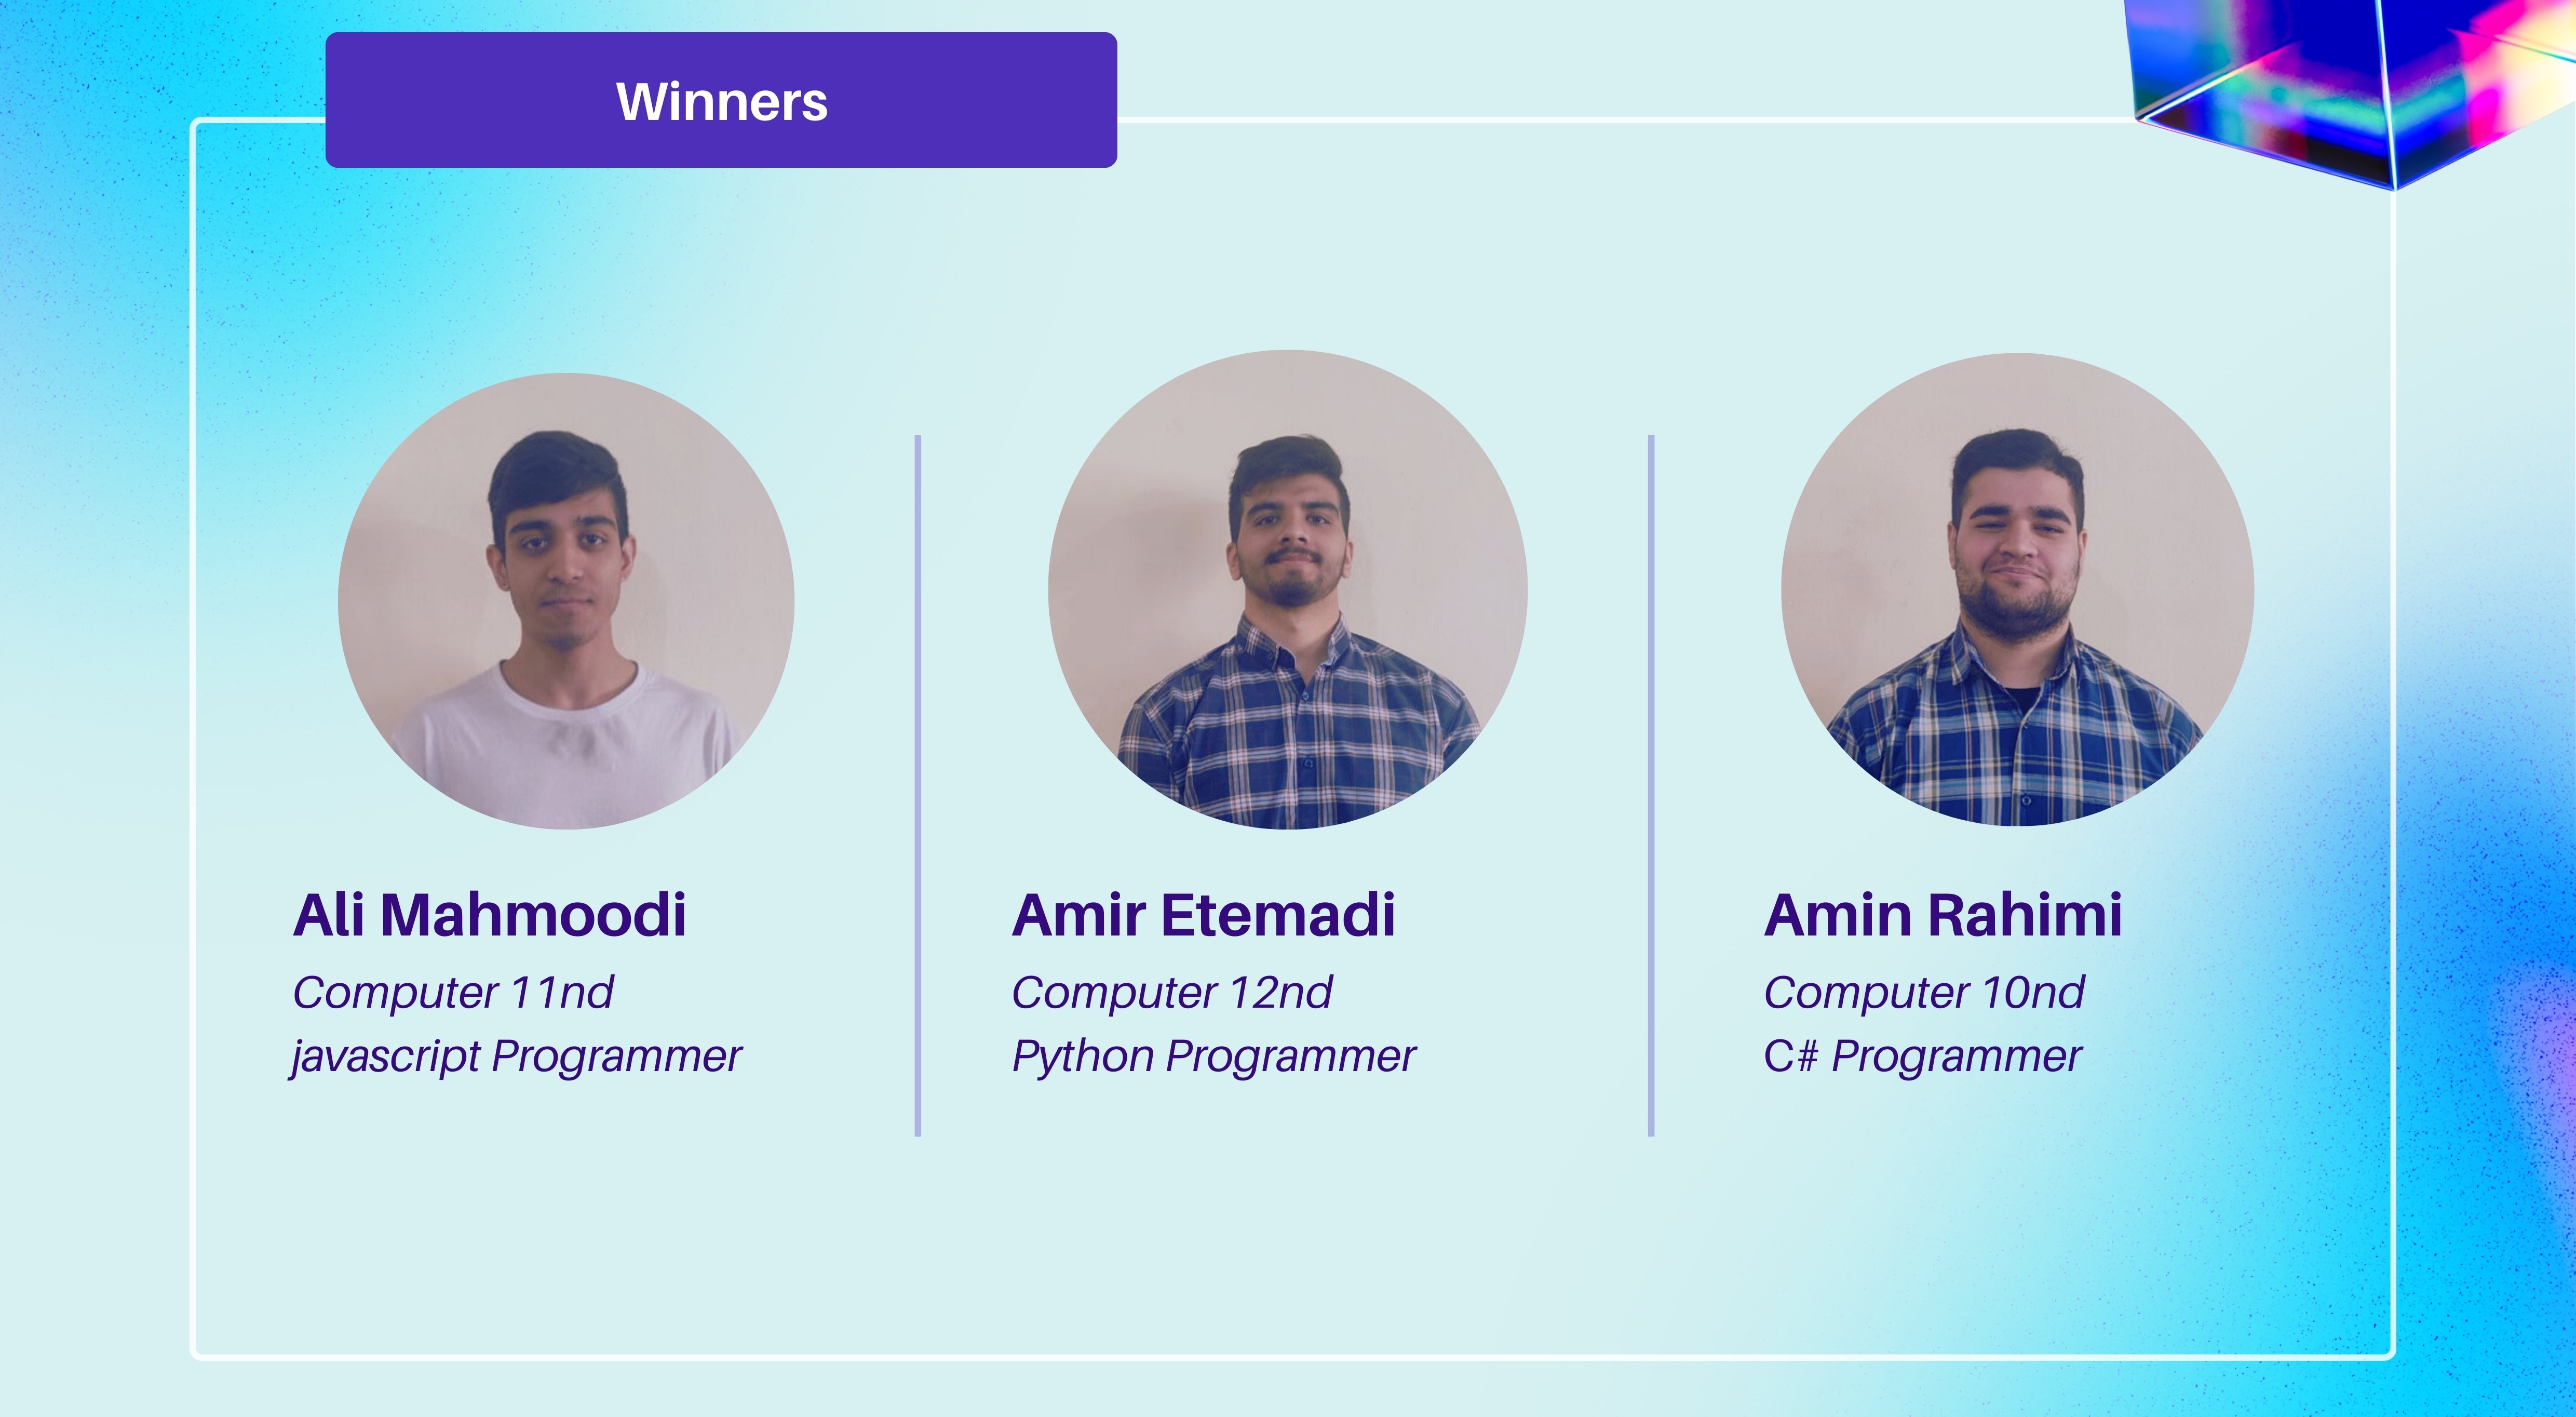 Winners
Ali Mahmoodi
Computer 11nd
javascript Programmer
Amir Etemadi
Computer 12nd
Python Programmer
Amin Rahimi
Computer 10nd
C# Programmer